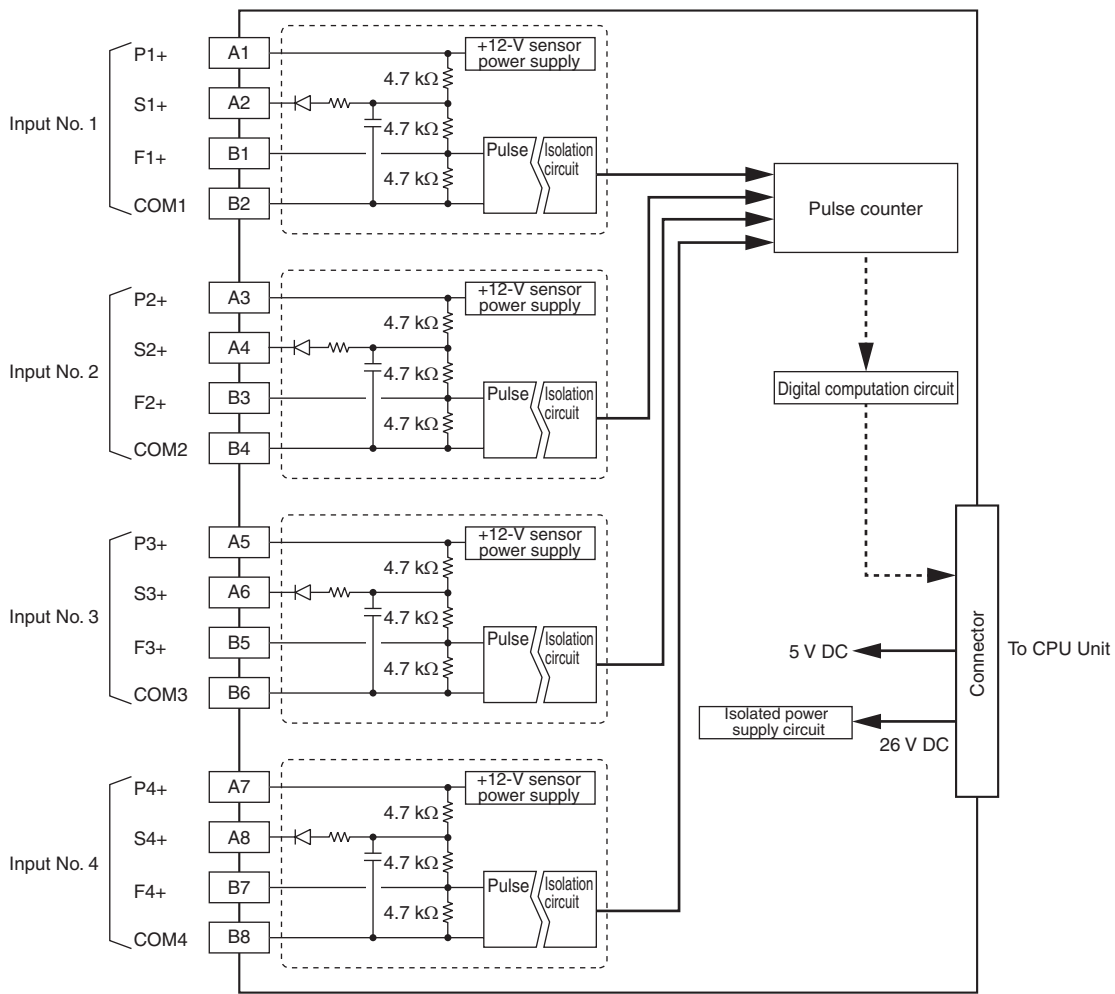 Input No. 1
P1+
A1
S1+
A2
F1+
B1
COM1
B2
+12-V sensor
power supply
4.7 kΩ
4.7 kΩ
4.7 kΩ
Pulse
Isolation
circuit
Pulse counter
Input No. 2
P2+
A3
S2+
A4
F2+
B3
COM2
B4
+12-V sensor
power supply
4.7 kΩ
4.7 kΩ
4.7 kΩ
Pulse
Isolation
circuit
Digital computation circuit
Input No. 3
P3+
A5
S3+
A6
F3+
B5
COM3
B6
+12-V sensor
power supply
4.7 kΩ
4.7 kΩ
4.7 kΩ
Pulse
Isolation
circuit
Connector
To CPU Unit
5 V DC
Isolated power
supply circuit
26 V DC
Input No. 4
P4+
A7
S4+
A8
F4+
B7
COM4
B8
+12-V sensor
power supply
4.7 kΩ
4.7 kΩ
4.7 kΩ
Pulse
Isolation
circuit